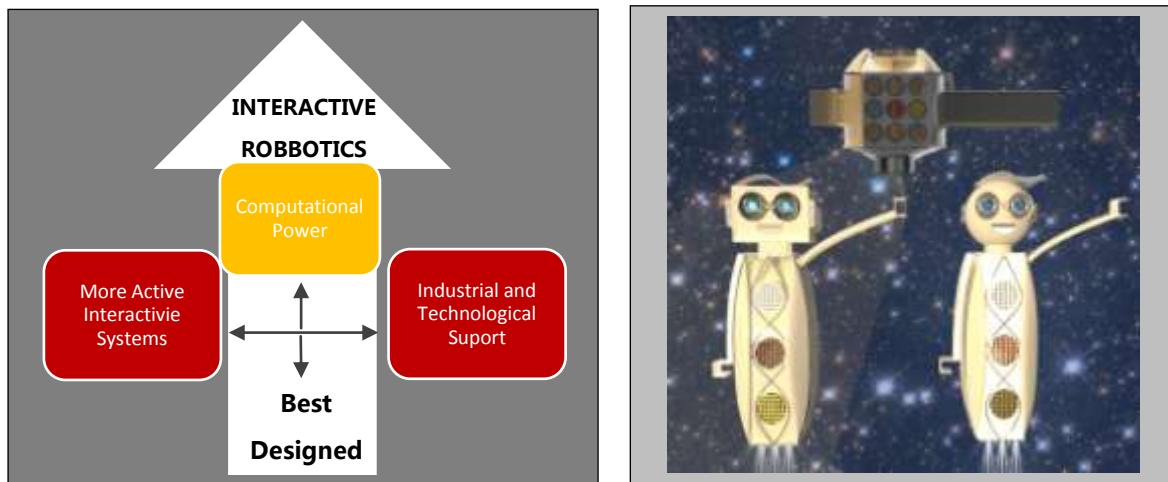 INTERACTIVE
ROBBOTICS
Computational
Power
More Active
Interactivie
Systems
Industrial and
Technological
Suport
Best
Designed